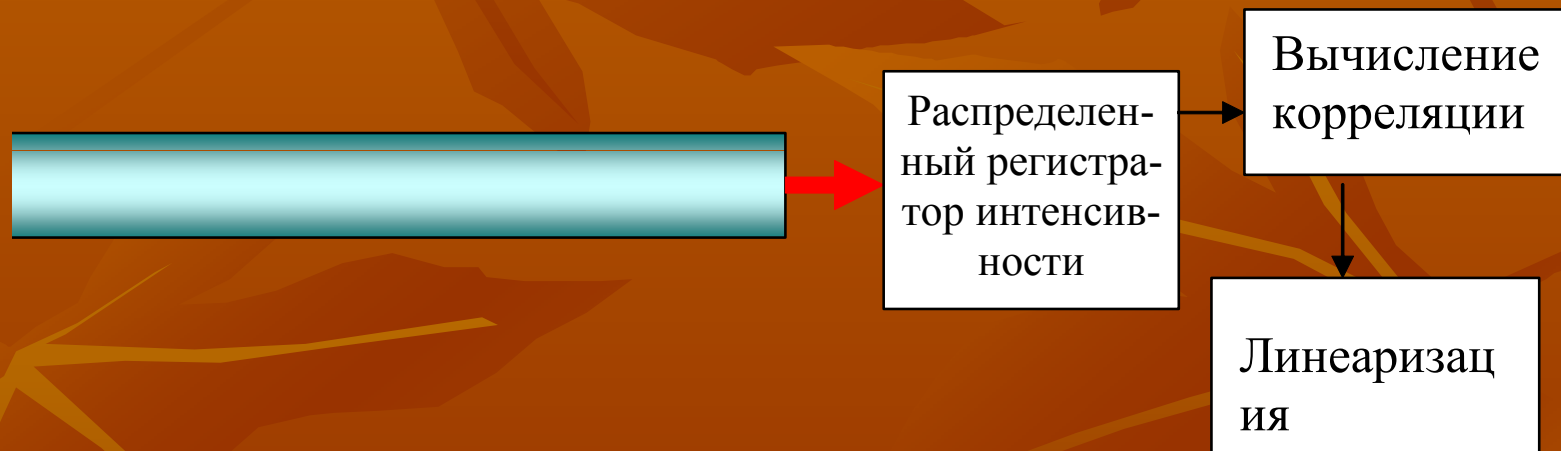 Вычисление
корреляции
Распределен-
ный регистра-
тор интенсив-
ности
Линеаризац
ия